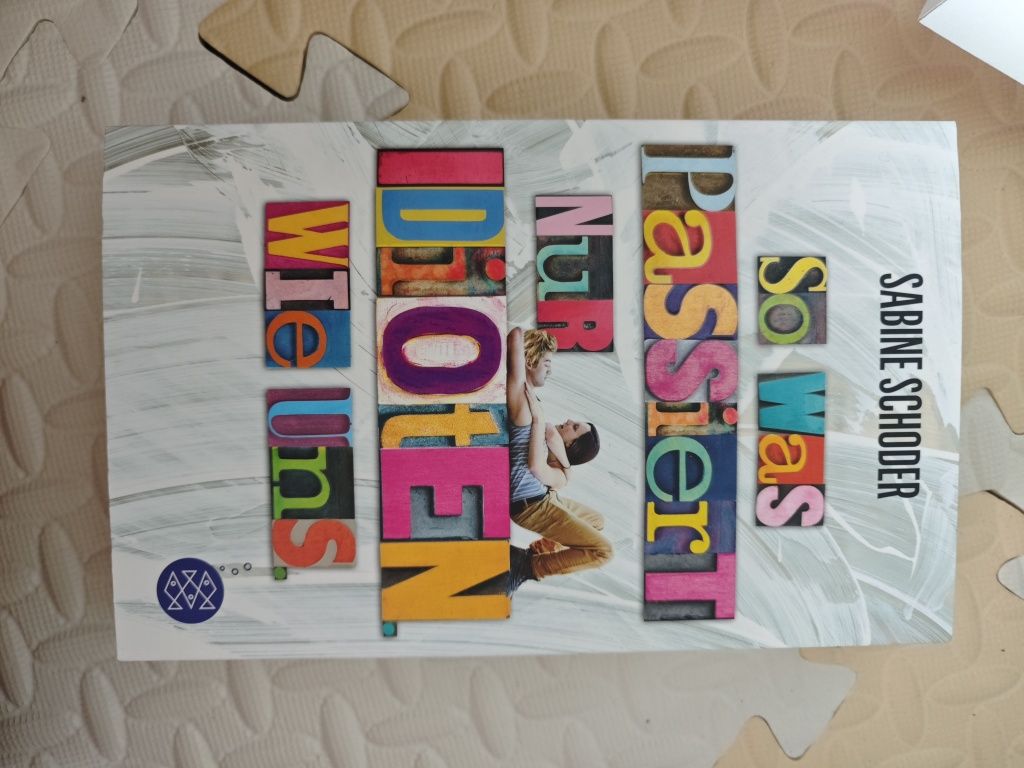 SABINE SCHODER
SO WaS
PaSSierT
NuR
IDiOtEN.
WIe unS.